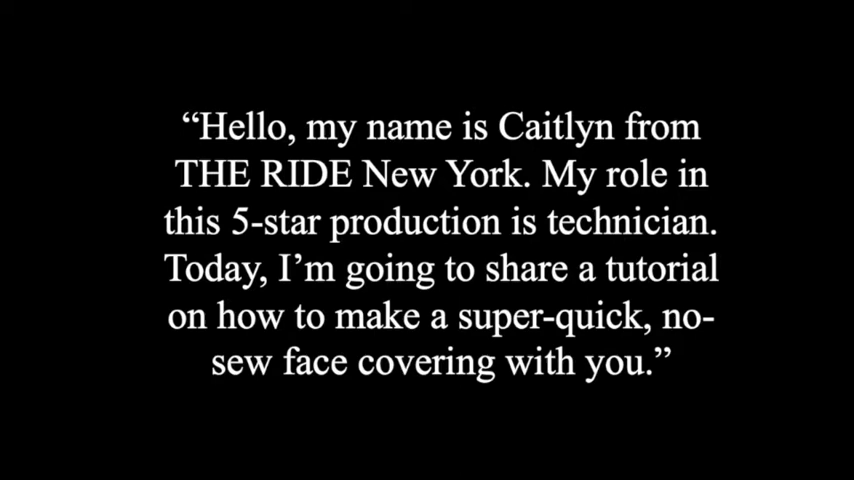 “Hello, my name is Caitlyn from
THE RIDE New York. My role in
this 5-star production is technician.
Today, I’m going to share a tutorial
on how to make a super-quick, no-
sew face covering with you.”